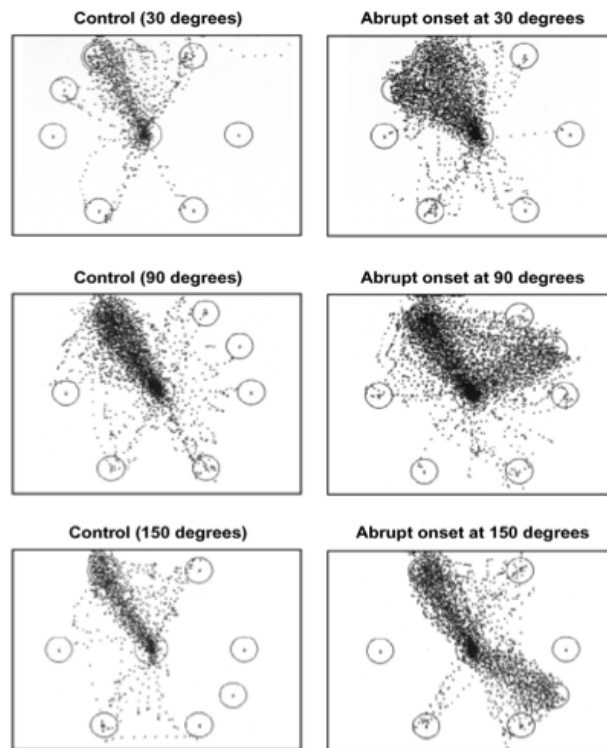 Control (30 degrees)
Abrupt onset at 30 degrees
Control (90 degrees)
Abrupt onset at 90 degrees
Control (150 degrees)
Abrupt onset at 150 degrees